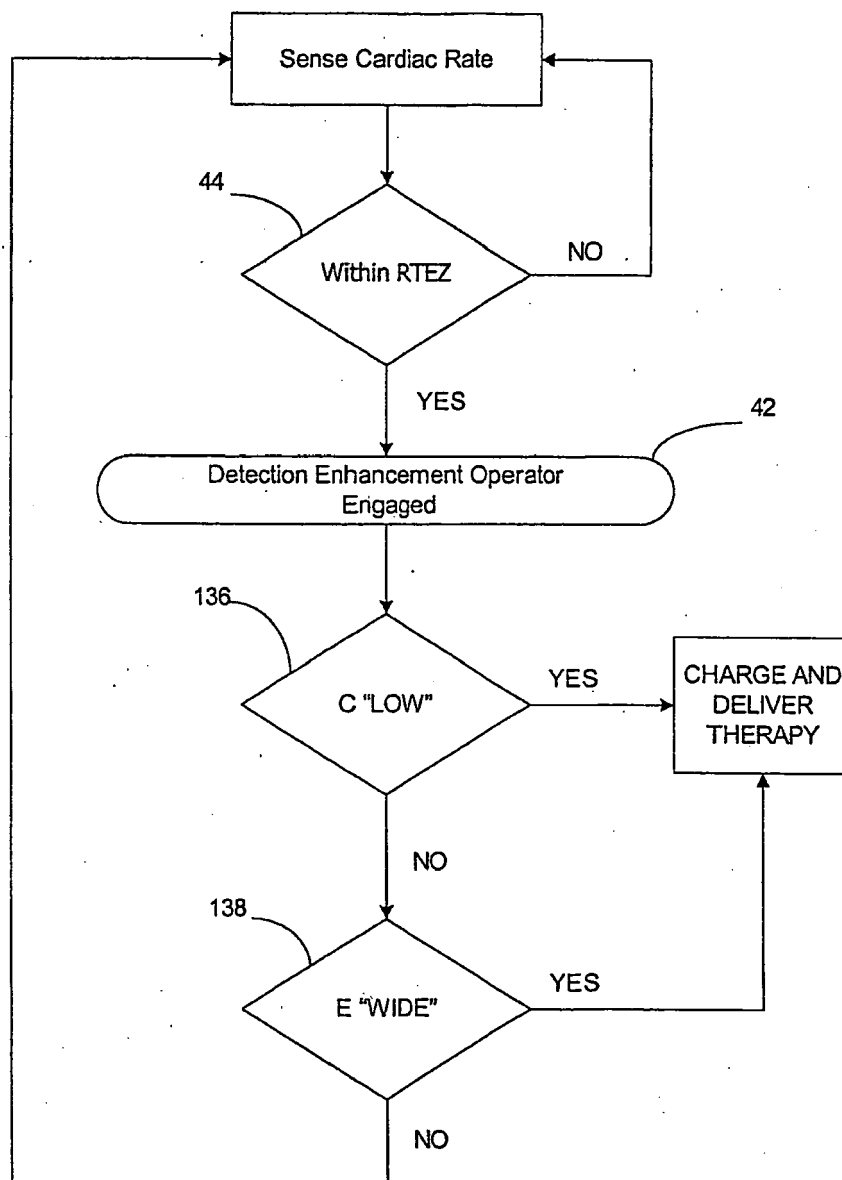 Sense Cardiac Rate
44
Within RTEZ
NO
YES
42
Detection Enhancement Operator
Engaged
136
C "LOW"
YES
CHARGE AND
DELIVER
THERAPY
NO
138
E "WIDE"
YES
NO